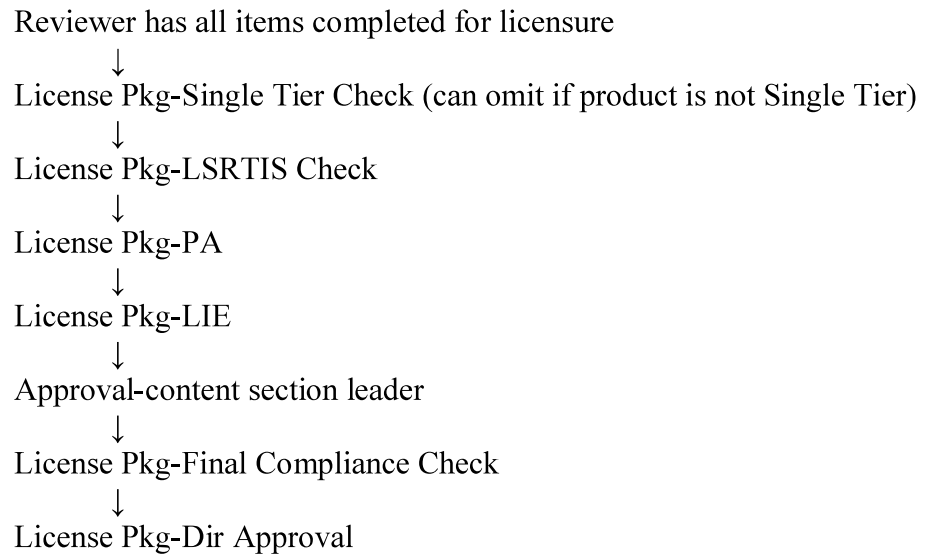 Reviewer has all items completed for licensure
↓
License Pkg-Single Tier Check (can omit if product is not Single Tier)
↓
License Pkg-LSRTIS Check
↓
License Pkg-PA
↓
License Pkg-LIE
↓
Approval-content section leader
↓
License Pkg-Final Compliance Check
↓
License Pkg-Dir Approval